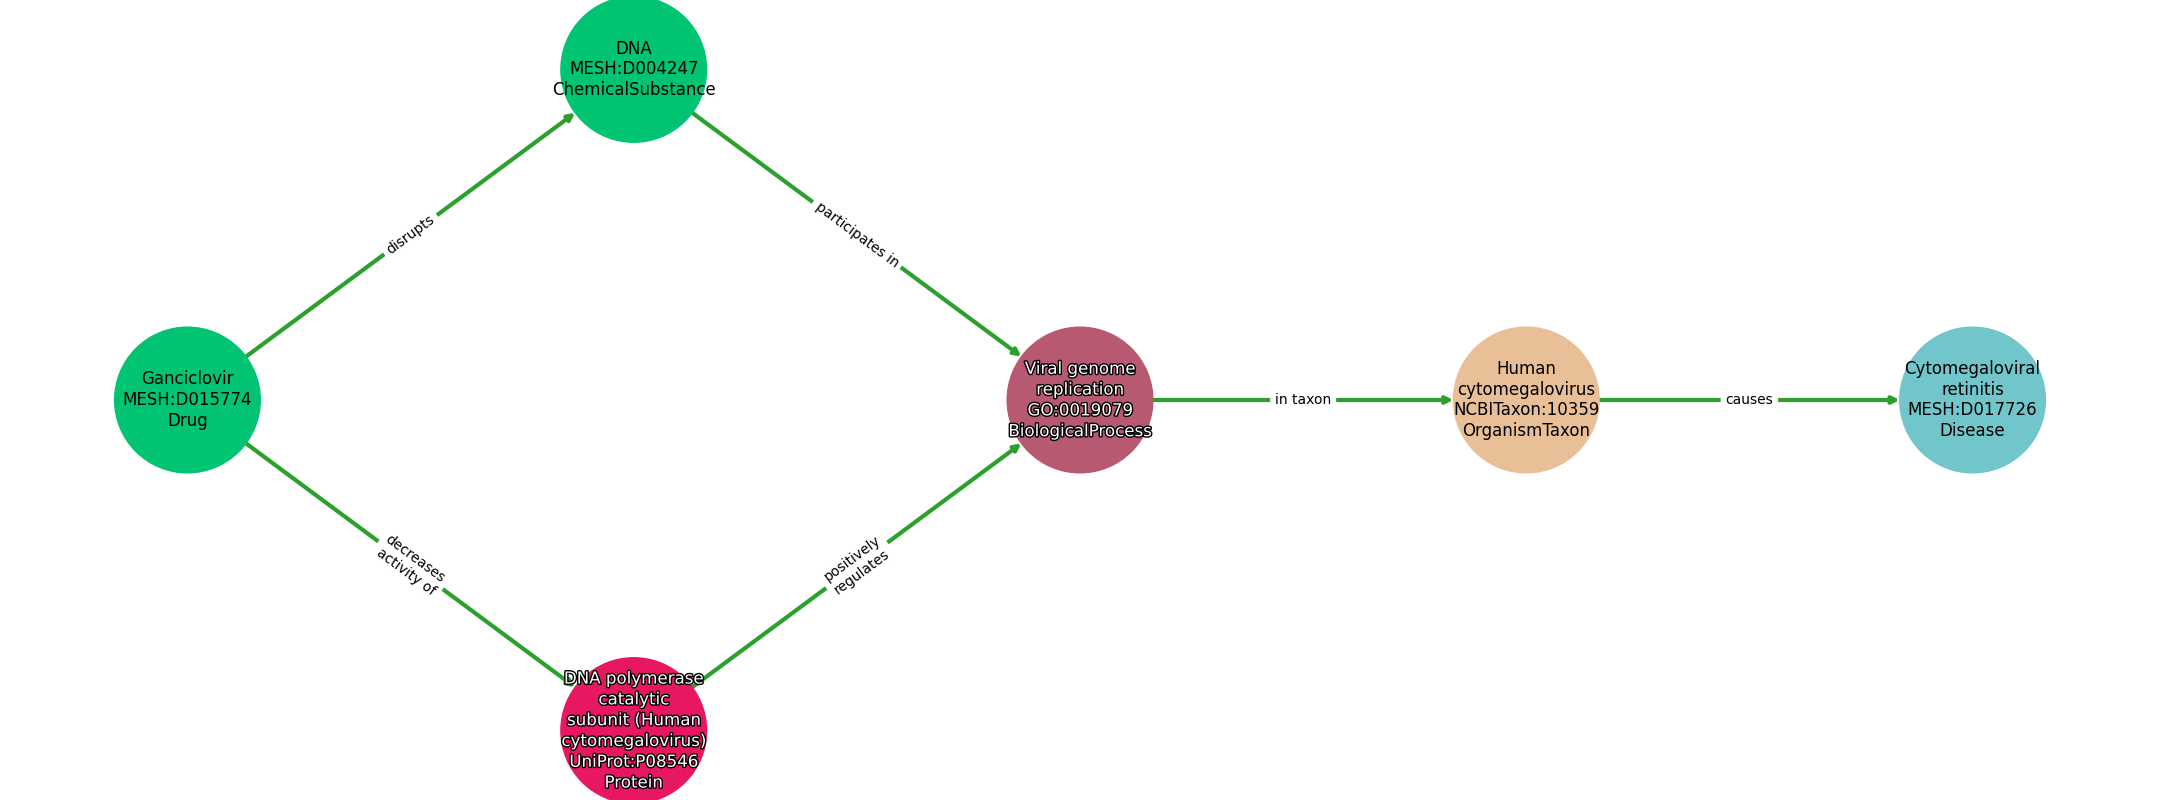 DNA
MESH:D004247
ChemicalSubstance
disrupts
participates in
Ganciclovir
MESH:D015774
Drug
Viral genome
replication
GO:0019079
BiologicalProcess
in taxon
Human
cytomegalovirus
NCBITaxon:10359
OrganismTaxon
causes
Cytomegaloviral
retinitis
MESH:D017726
Disease
decreases
activity of
positively
regulates
DNA polymerase
catalytic
subunit (Human
cytomegalovirus)
UniProt:P08546
Protein